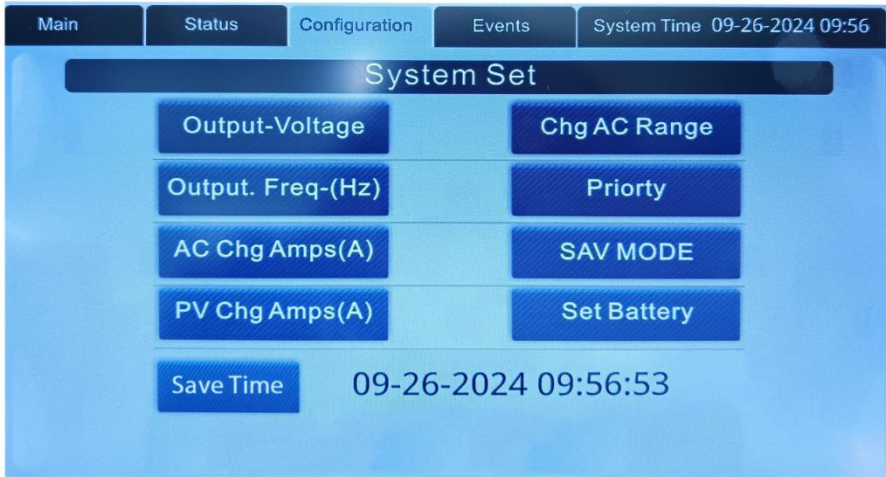 Main Status Configuration Events System Time 09-26-2024 09:56
System Set
Output-Voltage Chg AC Range
Output. Freq-(Hz) Priorty
AC Chg Amps(A) SAV MODE
PV Chg Amps(A) Set Battery
Save Time 09-26-2024 09:56:53